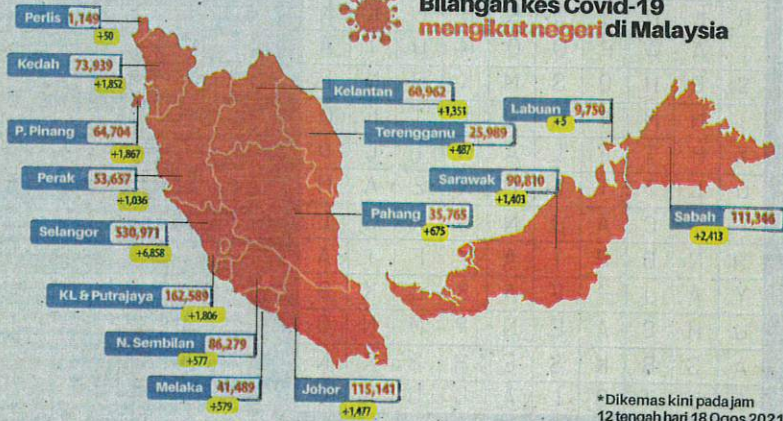 Bilangan kes Covid-19
mengikut negeri di Malaysia
Perlis 1,149
+50
Kedah 73,939
+1,852
P. Pinang 64,704
+1,867
Perak 53,657
+1,036
Selangor 530,971
+6,858
KL & Putrajaya 162,589
+1,806
N. Sembilan 86,279
+577
Melaka 41,489
+579
Johor 115,141
+1,477
Kelantan 60,962
+1,351
Terengganu 25,989
+487
Pahang 35,765
+675
Labuan 9,750
+5
Sarawak 90,810
+1,403
Sabah 111,346
+2,413
*Dikemas kini pada jam
12 tengah hari 18 Ogos 2021